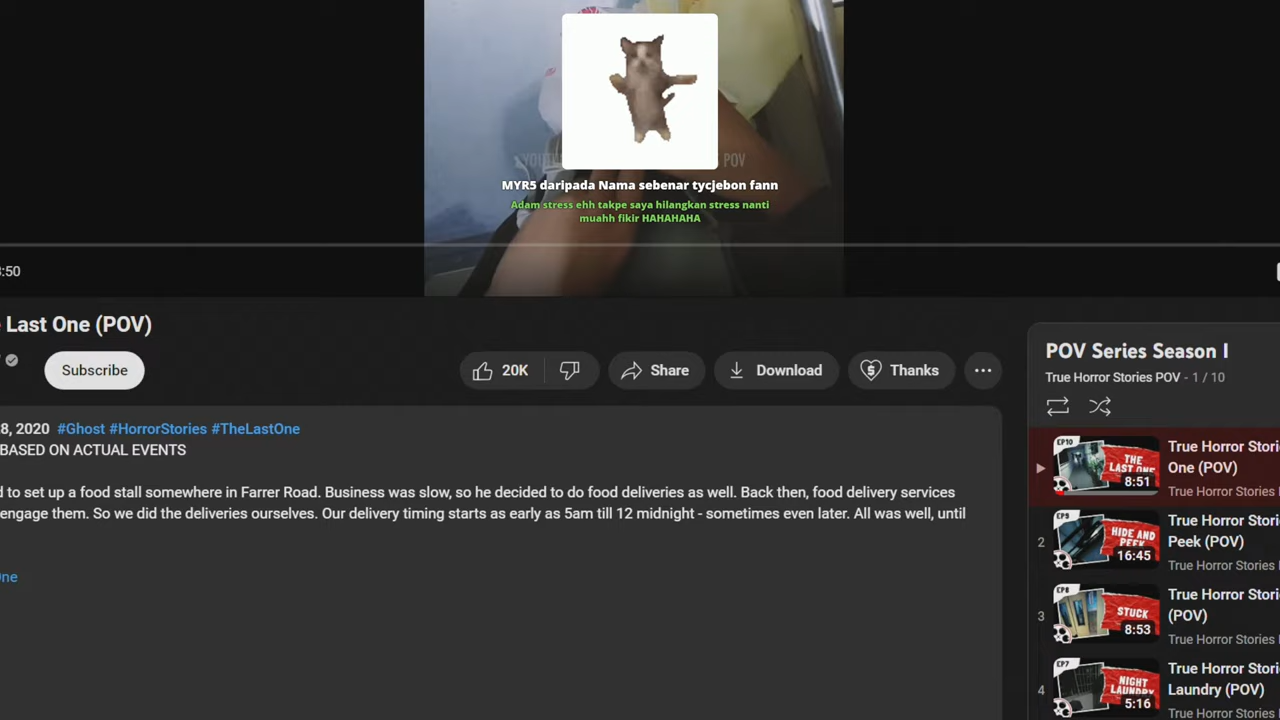 POV
MYR5 daripada Nama sebenar tycjebon fann
Adam stress ehh takpe saya hilangkan stress nanti
muahh fikir HAHAHAHA
:50
Last One (POV)
Subscribe
20K
Share
Download
Thanks
8, 2020 #Ghost #HorrorStories #TheLastOne
BASED ON ACTUAL EVENTS
d to set up a food stall somewhere in Farrer Road. Business was slow, so he decided to do food deliveries as well. Back then, food delivery services
engage them. So we did the deliveries ourselves. Our delivery timing starts as early as 5am till 12 midnight - sometimes even later. All was well, until
One
POV Series Season I
True Horror Stories POV - 1 / 10
EP10
THE
LAST ONE
8:51
True Horror Stori
One (POV)
True Horror Stories
2
EP9
HIDE AND
PEEK
16:45
True Horror Stori
Peek (POV)
True Horror Stories
3
EP8
STUCK
8:53
True Horror Stori
(POV)
True Horror Stories
4
EP7
NIGHT
LAUNDRY
5:16
True Horror Stori
Laundry (POV)
True Horror Stories